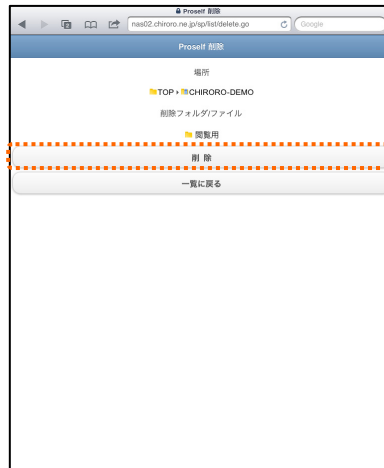 Proself 削除
nas02.chiroro.ne.jp/sp/list/delete.go
Google
Proself 削除
場所
TOP › CHIRORO-DEMO
削除フォルダ/ファイル
閲覧用
削 除
一覧に戻る